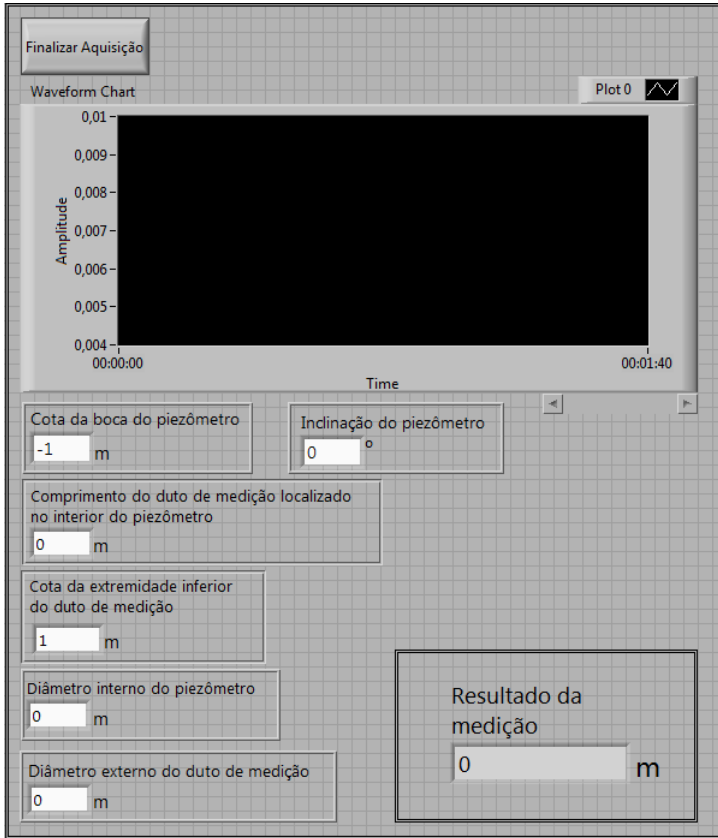 Finalizar Aquisição
Waveform Chart
Plot 0
0,01
0,009
0,008
0,007
0,006
0,005
0,004
Amplitude
00:00:00
00:01:40
Time
Cota da boca do piezômetro
-1 m
Inclinação do piezômetro
0 º
Comprimento do duto de medição localizado
no interior do piezômetro
0 m
Cota da extremidade inferior
do duto de medição
1 m
Diâmetro interno do piezômetro
0 m
Diâmetro externo do duto de medição
0 m
Resultado da
medição
0 m